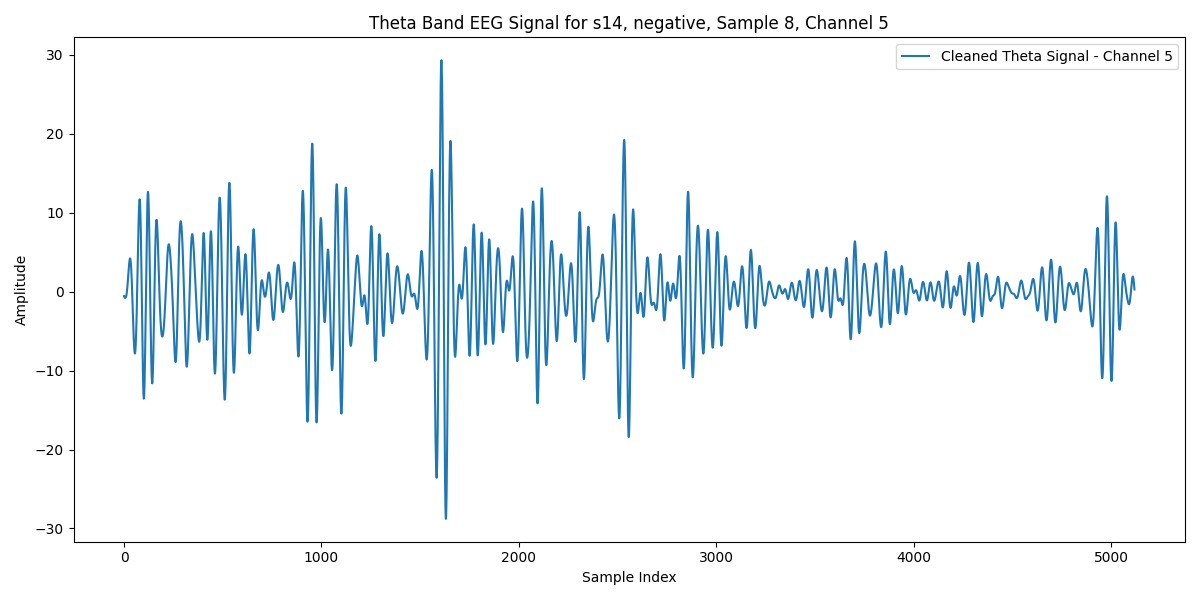 Theta Band EEG Signal for s14, negative, Sample 8, Channel 5
Cleaned Theta Signal - Channel 5
Amplitude
30
20
10
0
−10
−20
−30
0 1000 2000 3000 4000 5000
Sample Index